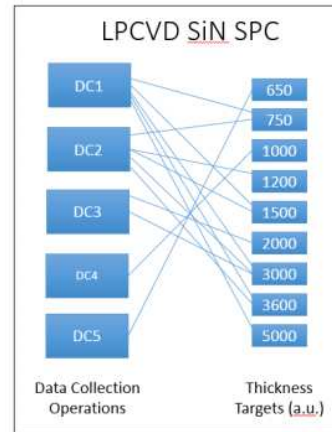 LPCVD SiN SPC
DC1
DC2
DC3
DC4
DC5
650
750
1000
1200
1500
2000
3000
3600
5000
Data Collection
Operations
Thickness
Targets (a.u.)